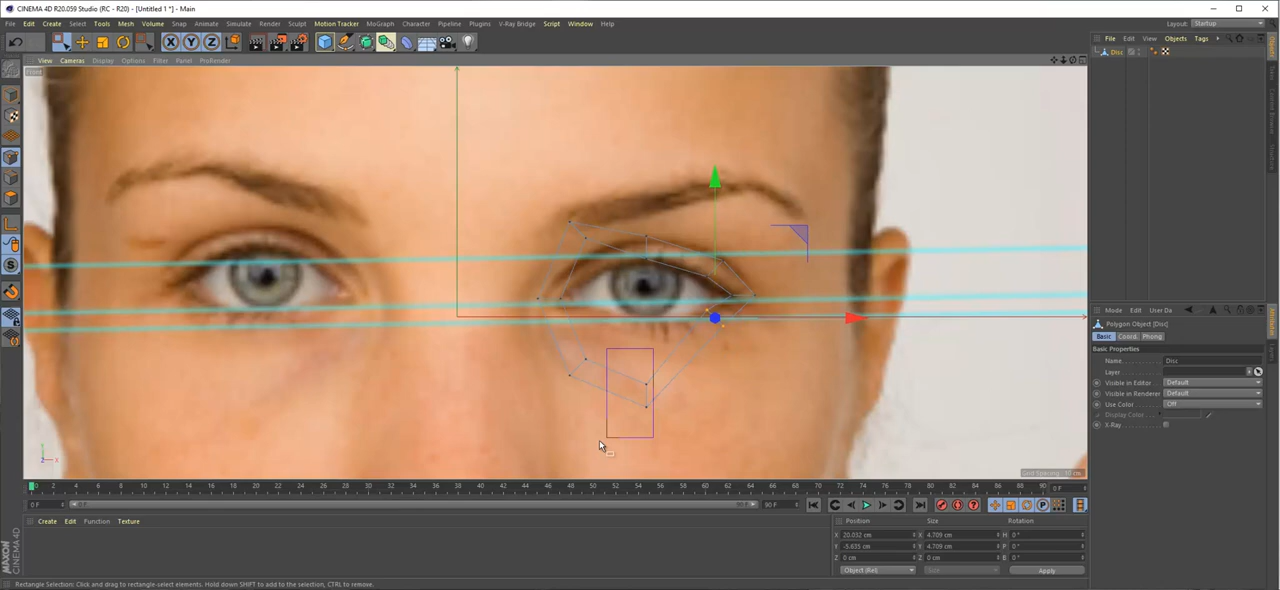 CINEMA 4D R20.059 Studio (RC - R20) - [Untitled 1 *] - Main
File Edit Create Select Tools Mesh Volume Snap Animate Simulate Render Sculpt Motion Tracker MoGraph Character Pipeline Plugins V-Ray Bridge Script Window Help
Layout: Startup
View Cameras Display Options Filter Panel ProRender
Front
File Edit View Objects Tags
Disc
Mode Edit User Da
Polygon Object [Disc]
Basic Coord. Phong
Basic Properties
Name Disc
Layer
Visible in Editor Default
Visible in Renderer Default
Use Color Off
Display Color
X-Ray
Y
Z X
Grid Spacing: 10 cm
0 2 4 6 8 10 12 14 16 18 20 22 24 26 28 30 32 34 36 38 40 42 44 46 48 50 52 54 56 58 60 62 64 66 68 70 72 74 76 78 80 82 84 86 88 90 0 F
0 F 0 F 90 F 90 F
Create Edit Function Texture
Position Size Rotation
X 20.032 cm X 4.709 cm H 0 °
Y -5.635 cm Y 4.709 cm P 0 °
Z 0 cm Z 0 cm B 0 °
Object (Rel) Size Apply
MAXON CINEMA4D
Rectangle Selection: Click and drag to rectangle-select elements. Hold down SHIFT to add to the selection, CTRL to remove.